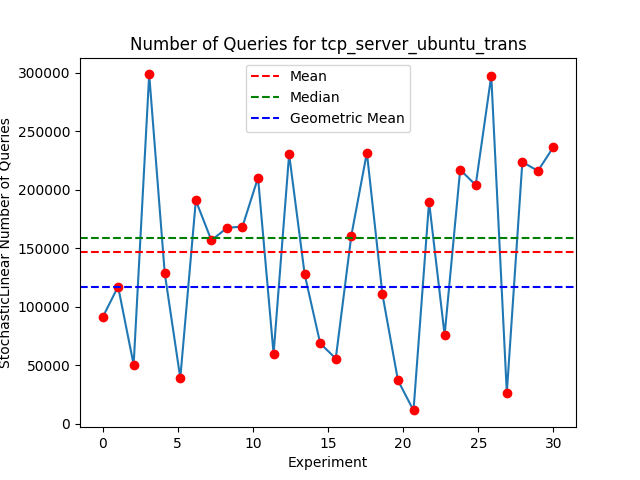 Number of Queries for tcp_server_ubuntu_trans
Mean
Median
Geometric Mean
StochasticLinear Number of Queries
300000
250000
200000
150000
100000
50000
0
0 5 10 15 20 25 30
Experiment